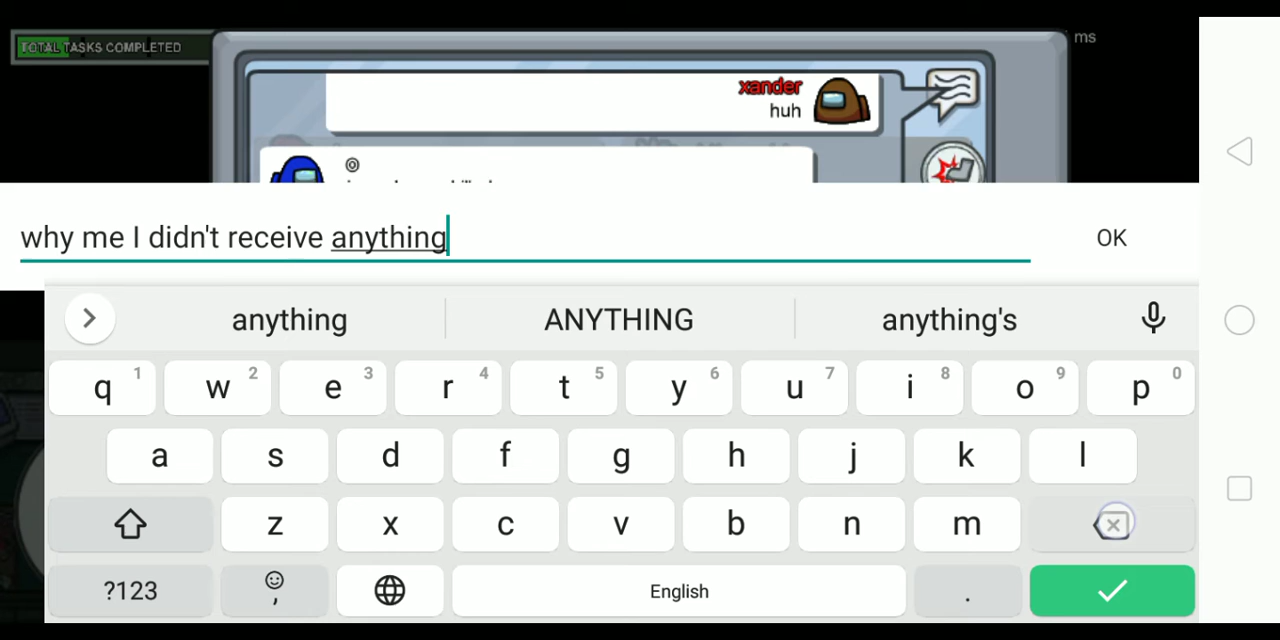 TOTAL TASKS COMPLETED
ms
xander
huh
why me I didn't receive anything
OK
anything ANYTHING anything's
q 1 w 2 e 3 r 4 t 5 y 6 u 7 i 8 o 9 p 0
a s d f g h j k l
z x c v b n m
?123 , English .